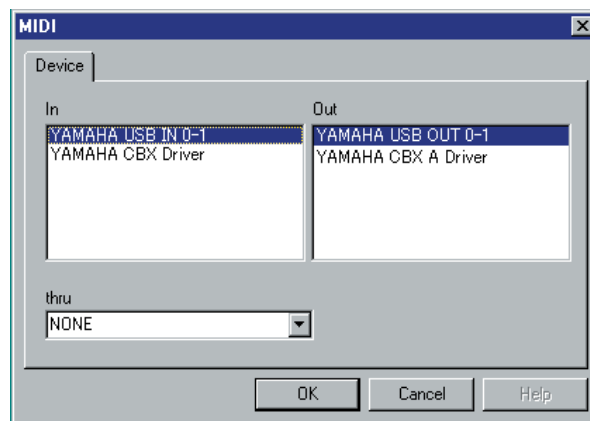 MIDI
Device
In
Out
YAMAHA USB IN 0-1
YAMAHA CBX Driver
YAMAHA USB OUT 0-1
YAMAHA CBX A Driver
thru
NONE
OK
Cancel
Help